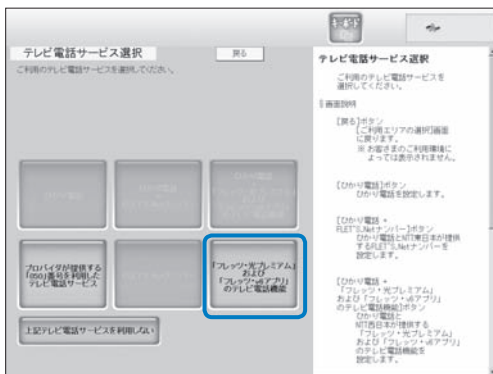 テレビ電話サービス選択
戻る
ご利用のテレビ電話サービスを選択してください。
ひかり電話
ひかり電話
+
プロバイダが提供する
「050」番号を利用した
テレビ電話サービス
「フレッツ・光プレミアム」
および
「フレッツ・v6アプリ」
のテレビ電話機能
上記テレビ電話サービスを利用しない
テレビ電話サービス選択
ご利用のテレビ電話サービスを
選択してください。
画面説明
[戻る]ボタン
[ご利用エリアの選択]画面
に戻ります。
※ お客さまのご利用環境に
よっては表示されません。
[ひかり電話]ボタン
ひかり電話を設定します。
[ひかり電話 +
FLET'S.Netナンバー]ボタン
ひかり電話とNTT東日本が提供
するFLET'S.Netナンバーを
設定します。
[ひかり電話 +
「フレッツ・光プレミアム」
および「フレッツ・v6アプリ」
のテレビ電話機能]ボタン
ひかり電話と
NTT西日本が提供する
「フレッツ・光プレミアム」
および「フレッツ・v6アプリ」
のテレビ電話機能を
設定します。